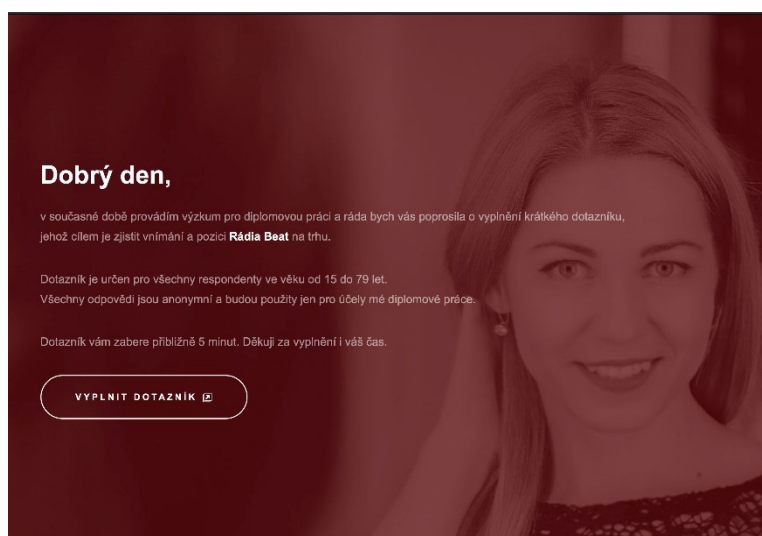 Dobrý den,
v současné době provádím výzkum pro diplomovou práci a ráda bych vás poprosila o vyplnění krátkého dotazníku,
jehož cílem je zjistit vnímání a pozici Rádia Beat na trhu.
Dotazník je určen pro všechny respondenty ve věku od 15 do 79 let.
Všechny odpovědi jsou anonymní a budou použity jen pro účely mé diplomové práce.
Dotazník vám zabere přibližně 5 minut. Děkuji za vyplnění i váš čas.
VYPLNIT DOTAZNÍK